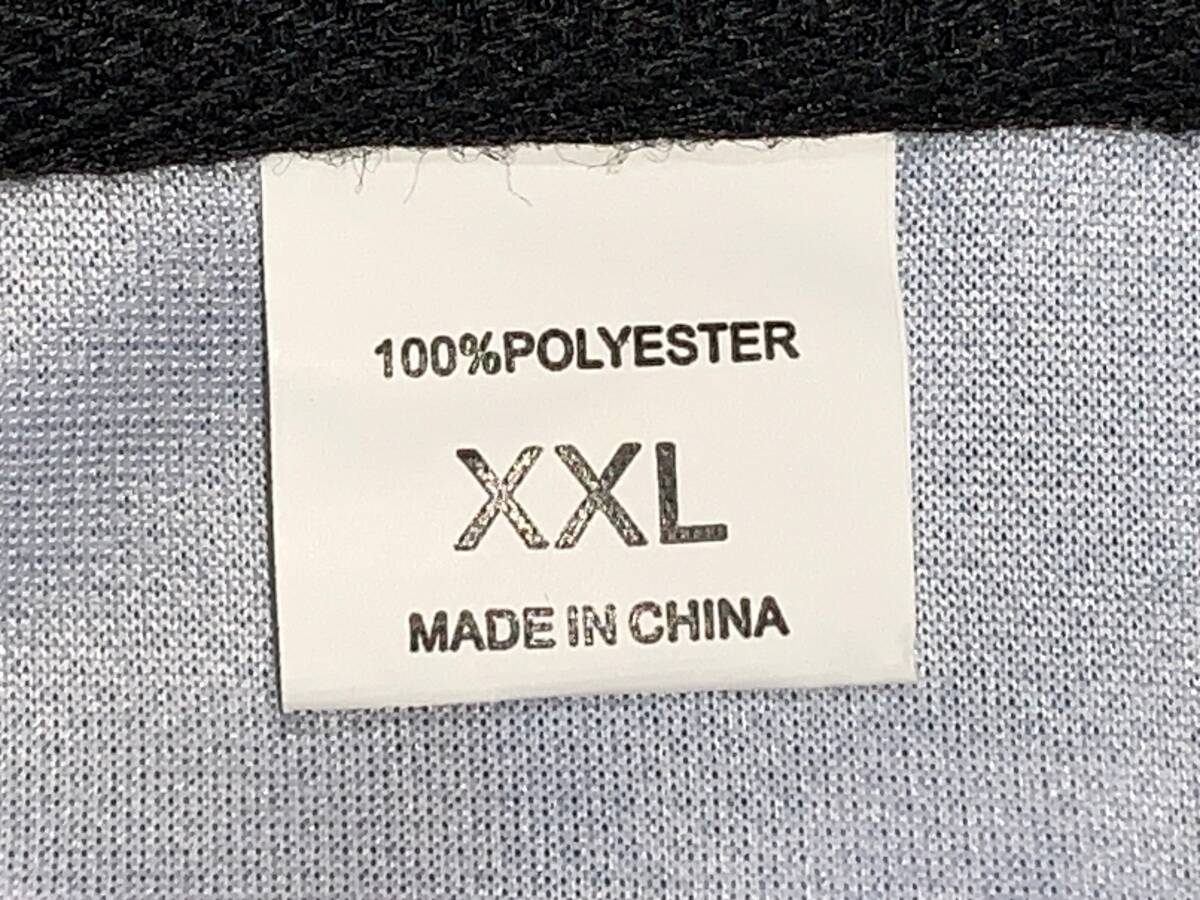 100%POLYESTER
XXL
MADE IN CHINA